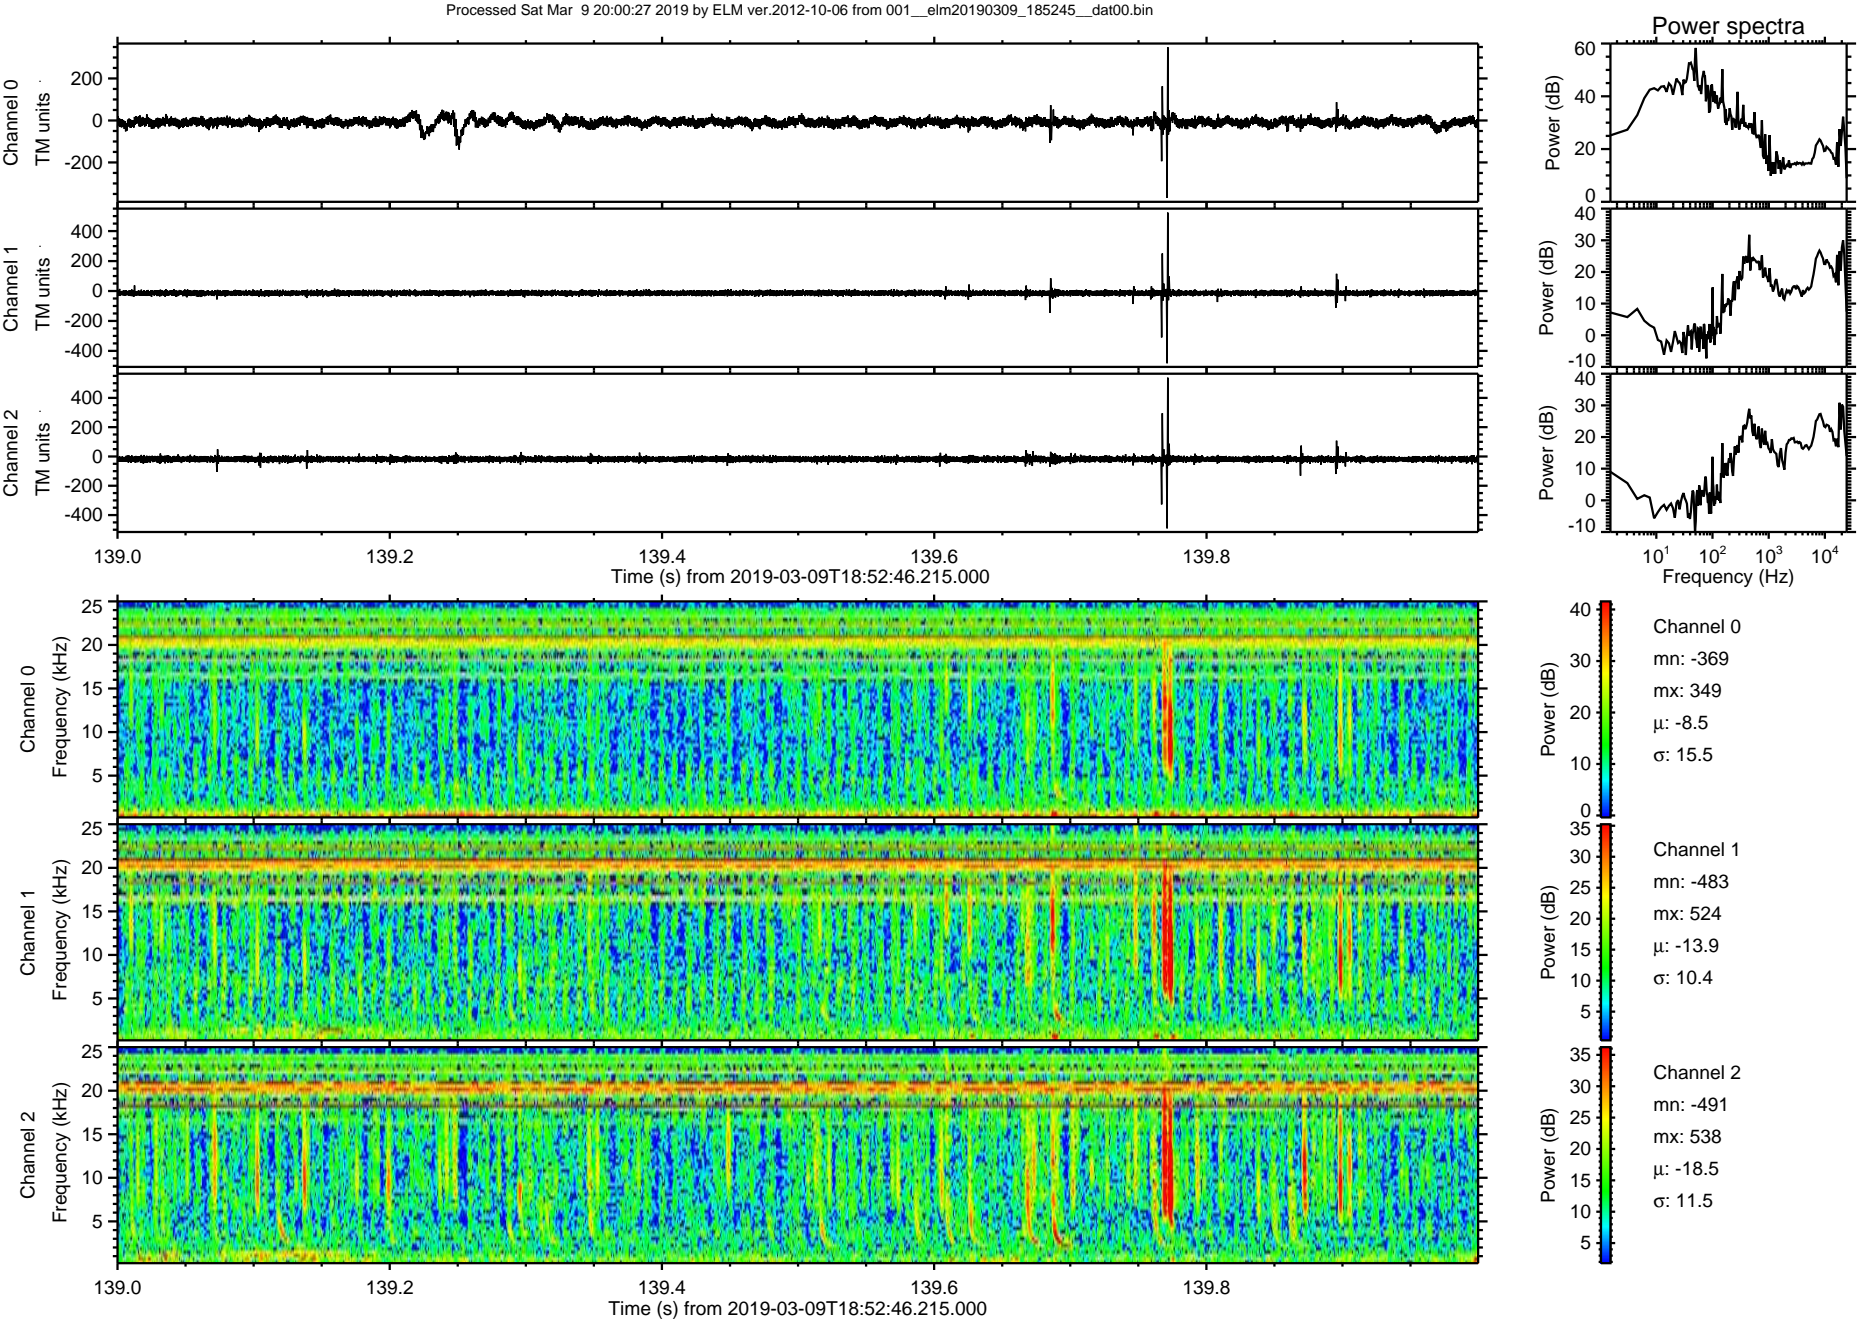 Processed Sat Mar  9 20:00:27 2019 by ELM ver.2012-10-06 from 001__elm20190309_185245__dat00.bin
Power spectra
Channel 0
TM units
200
0
-200
Power (dB)
60
40
20
0
Channel 1
TM units
400
200
0
-200
-400
Power (dB)
40
30
20
10
0
-10
Channel 2
TM units
400
200
0
-200
-400
Power (dB)
40
30
20
10
0
-10
139.0 139.2 139.4 139.6 139.8
Time (s) from 2019-03-09T18:52:46.215.000
10¹ 10² 10³ 10⁴
Frequency (Hz)
Channel 0
Frequency (kHz)
25
20
15
10
5
Power (dB)
40
30
20
10
0
Channel 0
mn: -369
mx: 349
μ: -8.5
σ: 15.5
Channel 1
Frequency (kHz)
25
20
15
10
5
Power (dB)
35
30
25
20
15
10
5
Channel 1
mn: -483
mx: 524
μ: -13.9
σ: 10.4
Channel 2
Frequency (kHz)
25
20
15
10
5
Power (dB)
35
30
25
20
15
10
5
Channel 2
mn: -491
mx: 538
μ: -18.5
σ: 11.5
139.0 139.2 139.4 139.6 139.8
Time (s) from 2019-03-09T18:52:46.215.000